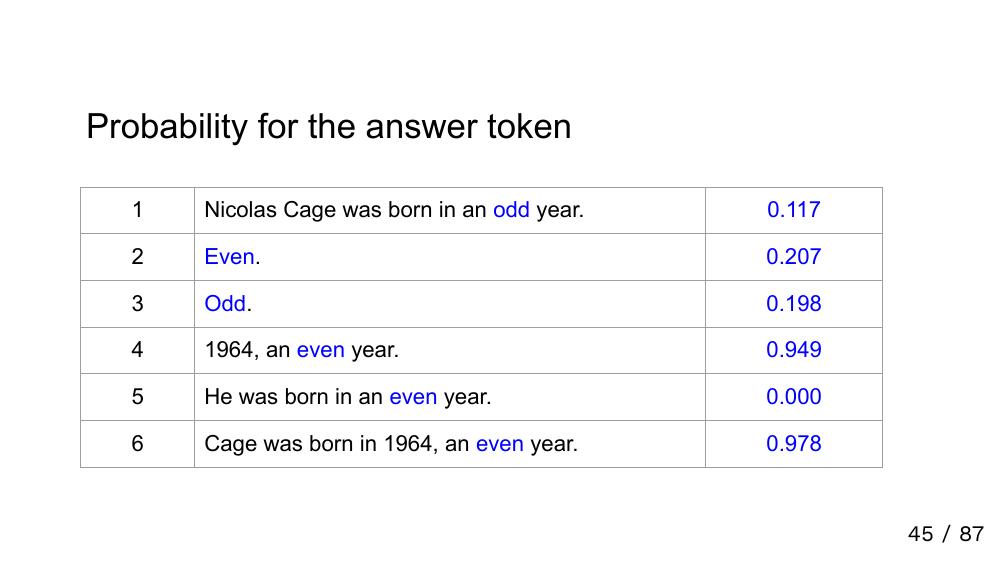 Probability for the answer token
1 Nicolas Cage was born in an odd year. 0.117
2 Even. 0.207
3 Odd. 0.198
4 1964, an even year. 0.949
5 He was born in an even year. 0.000
6 Cage was born in 1964, an even year. 0.978
45 / 87